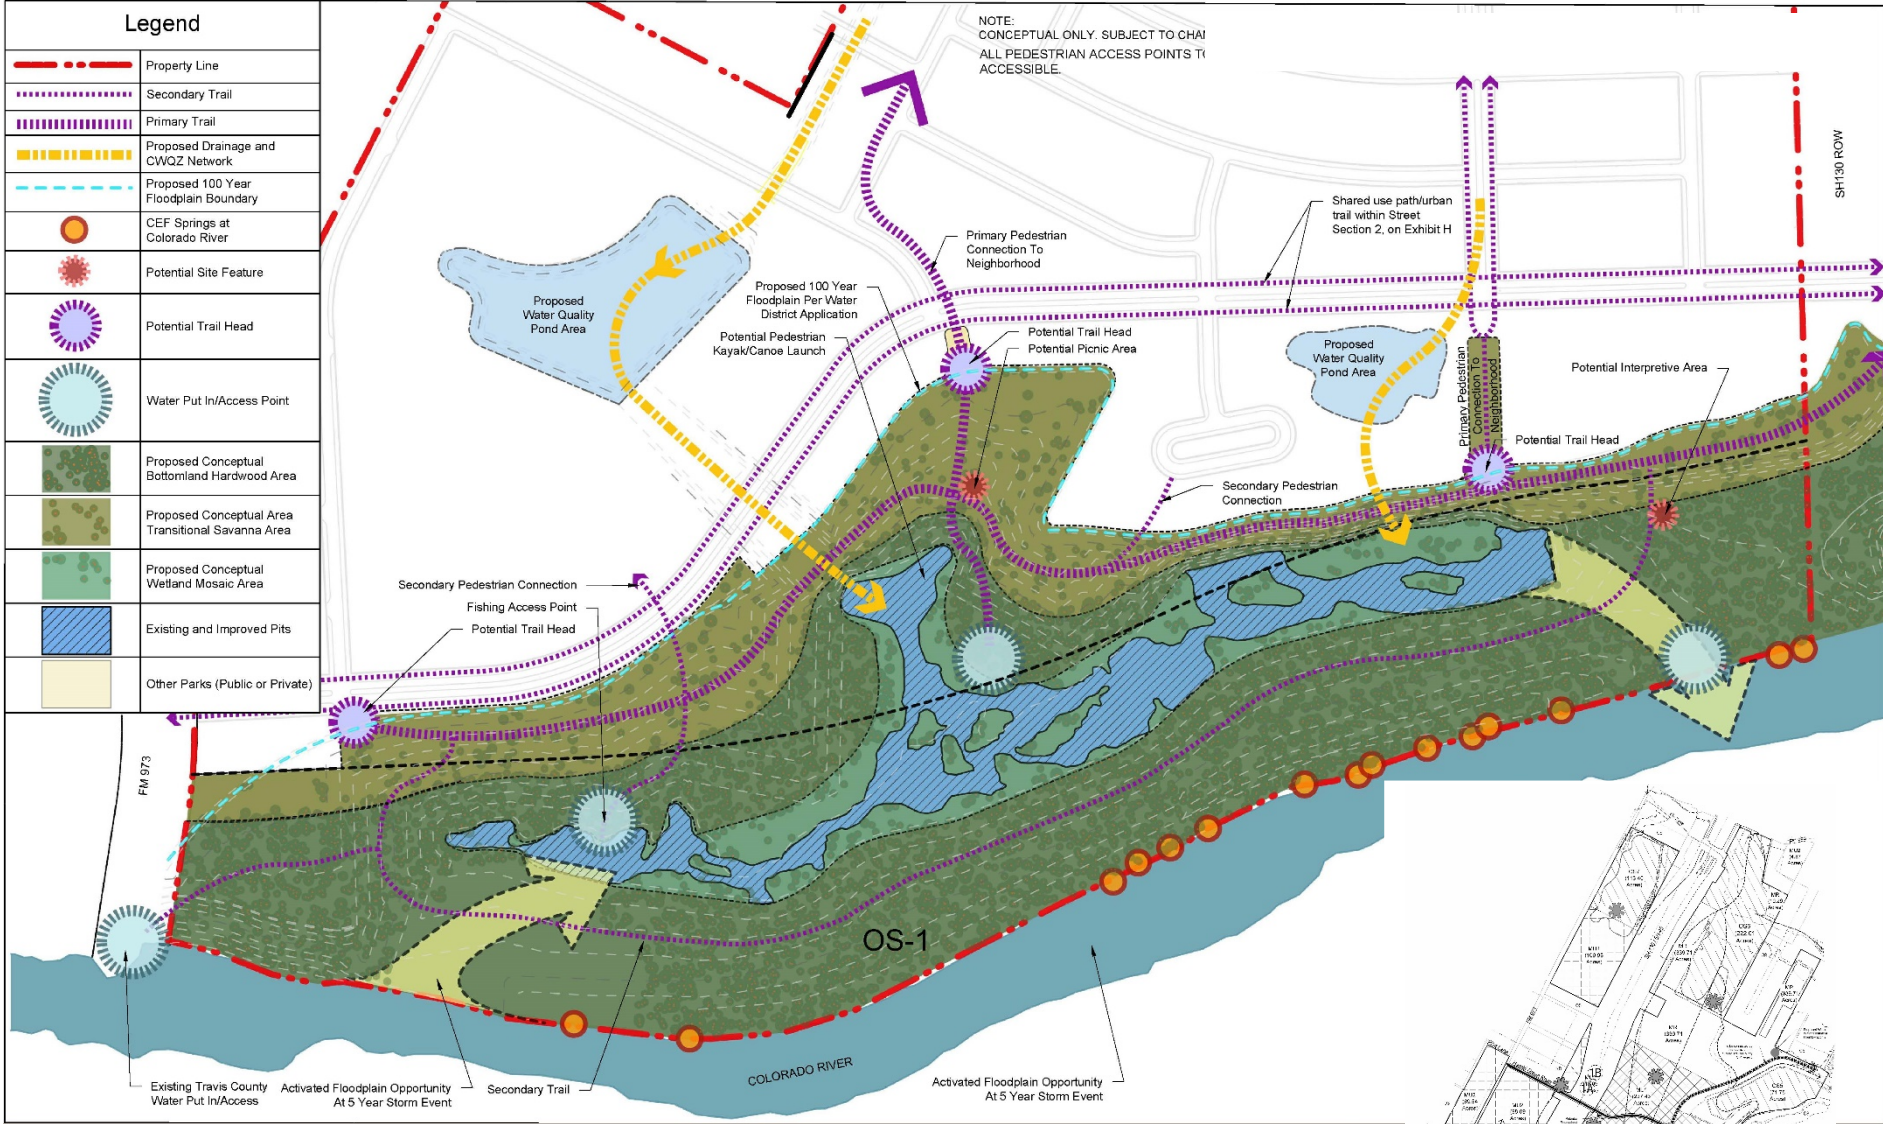 Legend
Property Line
Secondary Trail
Primary Trail
Proposed Drainage and
CWQZ Network
Proposed 100 Year
Floodplain Boundary
CEF Springs at
Colorado River
Potential Site Feature
Potential Trail Head
Water Put In/Access Point
Proposed Conceptual
Bottomland Hardwood Area
Proposed Conceptual Area
Transitional Savanna Area
Proposed Conceptual
Wetland Mosaic Area
Existing and Improved Pits
Other Parks (Public or Private)
NOTE:
CONCEPTUAL ONLY. SUBJECT TO CHA
ALL PEDESTRIAN ACCESS POINTS T
ACCESSIBLE.
SH130 ROW
Shared use path/urban
trail within Street
Section 2, on Exhibit H
Primary Pedestrian
Connection To
Neighborhood
Proposed 100 Year
Floodplain Per Water
District Application
Potential Pedestrian
Kayak/Canoe Launch
Proposed
Water Quality
Pond Area
Potential Trail Head
Potential Picnic Area
Proposed
Water Quality
Pond Area
Primary Pedestrian
Connection To
Neighborhood
Potential Interpretive Area
Potential Trail Head
Secondary Pedestrian
Connection
Secondary Pedestrian Connection
Fishing Access Point
Potential Trail Head
FM 973
OS-1
COLORADO RIVER
Existing Travis County
Water Put In/Access
Activated Floodplain Opportunity
At 5 Year Storm Event
Secondary Trail
Activated Floodplain Opportunity
At 5 Year Storm Event